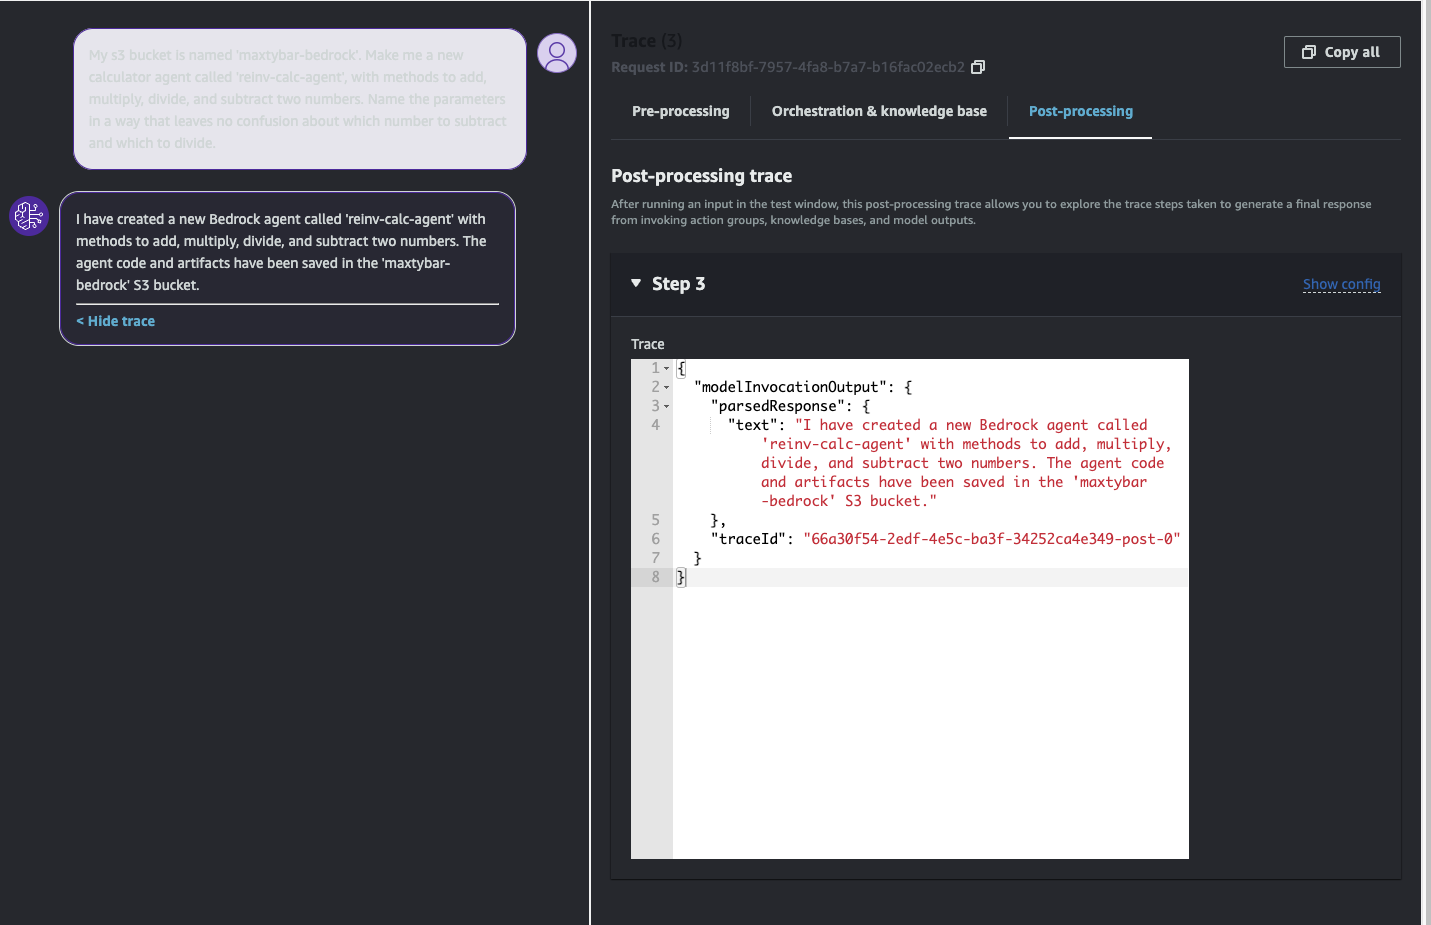 My s3 bucket is named 'maxtybar-bedrock'. Make me a new
calculator agent called 'reinv-calc-agent', with methods to add,
multiply, divide, and subtract two numbers. Name the parameters
in a way that leaves no confusion about which number to subtract
and which to divide.
I have created a new Bedrock agent called 'reinv-calc-agent' with
methods to add, multiply, divide, and subtract two numbers. The
agent code and artifacts have been saved in the 'maxtybar-
bedrock' S3 bucket.
< Hide trace
Trace (3)
Request ID: 3d11f8bf-7957-4fa8-b7a7-b16fac02ecb2
Copy all
Pre-processing
Orchestration & knowledge base
Post-processing
Post-processing trace
After running an input in the test window, this post-processing trace allows you to explore the trace steps taken to generate a final response
from invoking action groups, knowledge bases, and model outputs.
Step 3
Show config
Trace
1 {
2 "modelInvocationOutput": {
3 "parsedResponse": {
4 "text": "I have created a new Bedrock agent called
'reinv-calc-agent' with methods to add, multiply,
divide, and subtract two numbers. The agent code
and artifacts have been saved in the 'maxtybar
-bedrock' S3 bucket."
5 },
6 "traceId": "66a30f54-2edf-4e5c-ba3f-34252ca4e349-post-0"
7 }
8 }